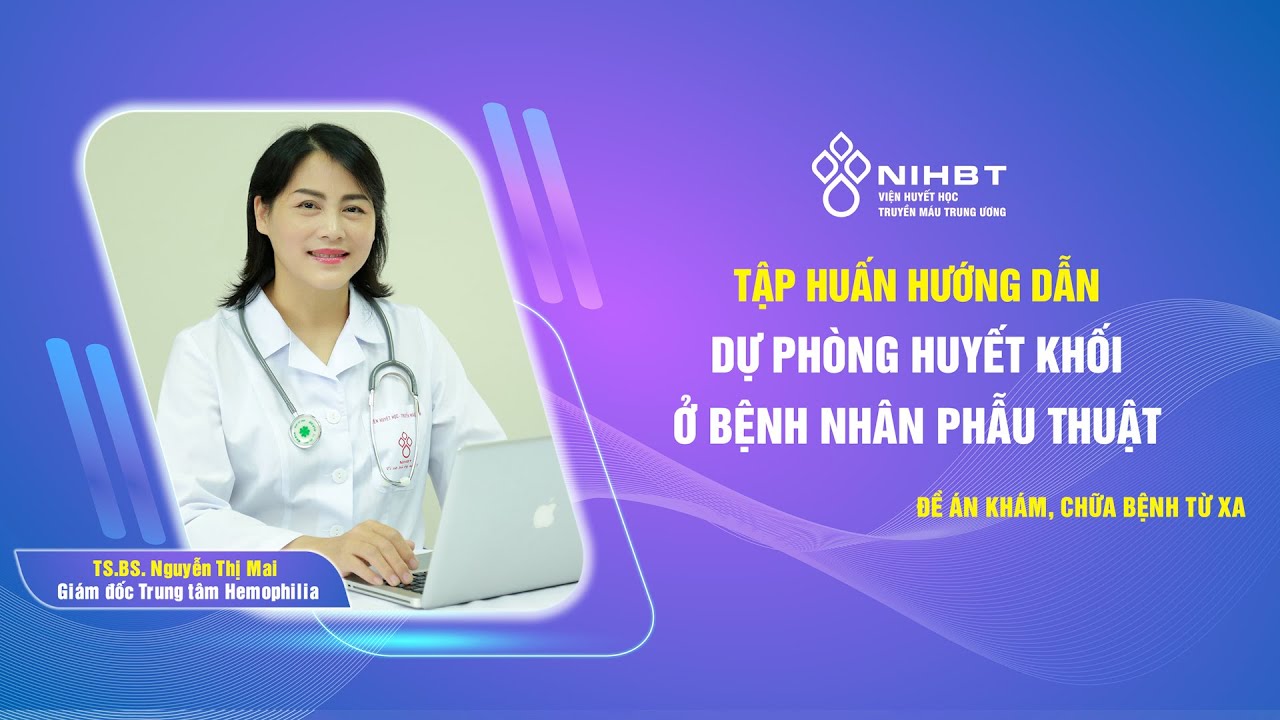 NIHBT
VIỆN HUYẾT HỌC
TRUYỀN MÁU TRUNG ƯƠNG
TẬP HUẤN HƯỚNG DẪN
DỰ PHÒNG HUYẾT KHỐI
Ở BỆNH NHÂN PHẪU THUẬT
ĐỀ ÁN KHÁM, CHỮA BỆNH TỪ XA
NIHBT
TS.BS. Nguyễn Thị Mai
Giám đốc Trung tâm Hemophilia